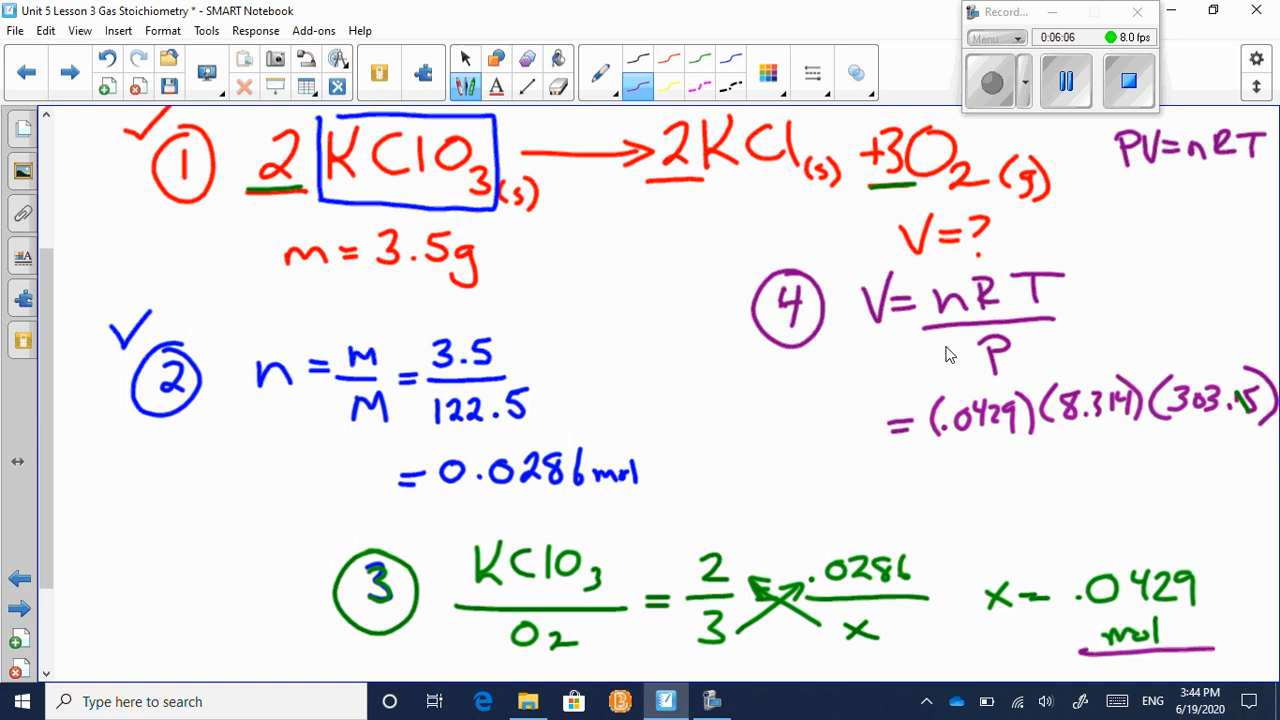 Unit 5 Lesson 3 Gas Stoichiometry * - SMART Notebook
File Edit View Insert Format Tools Response Add-ons Help
Record...
Menu 0:06:06 8.0 fps
① 2 KClO₃(s) → 2KCl(s) + 3O₂(g)
PV=nRT
m = 3.5g
V=?
④ V = nRT
P
= (.0429)(8.314)(303.15)
② n = m/M = 3.5/122.5
= 0.0286 mol
③ KClO₃/O₂ = 2/3 .0286/x x = .0429
mol
Type here to search
ENG
3:44 PM
6/19/2020